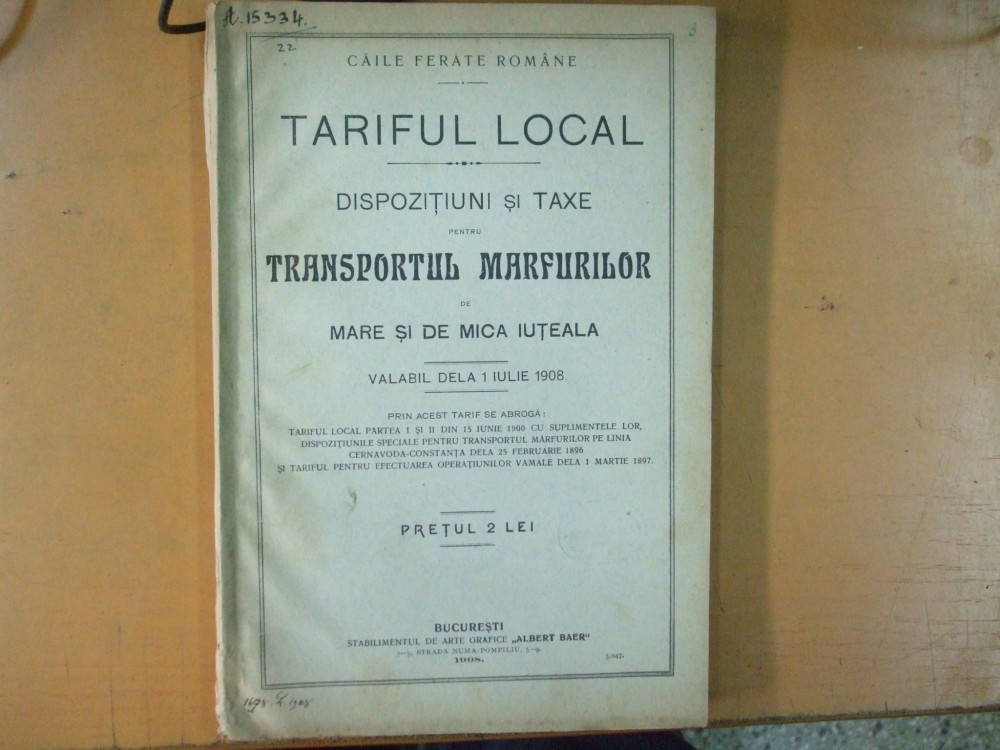 A. 15334.
22
3
CĂILE FERATE ROMÂNE
TARIFUL LOCAL
DISPOZIȚIUNI ȘI TAXE
PENTRU
TRANSPORTUL MARFURILOR
DE
MARE ȘI DE MICA IUȚEALA
VALABIL DELA 1 IULIE 1908.
PRIN ACEST TARIF SE ABROGĂ:
TARIFUL LOCAL PARTEA I ȘI II DIN 15 IUNIE 1900 CU SUPLIMENTELE LOR,
DISPOZIȚIUNILE SPECIALE PENTRU TRANSPORTUL MĂRFURILOR PE LINIA
CERNAVODA-CONSTANȚA DELA 25 FEBRUARIE 1896
ȘI TARIFUL PENTRU EFECTUAREA OPERAȚIUNILOR VAMALE DELA 1 MARTIE 1897.
PREȚUL 2 LEI
BUCUREȘTI
STABILIMENTUL DE ARTE GRAFICE „ALBERT BAER“
STRADA NUMA-POMPILIU,
1908.